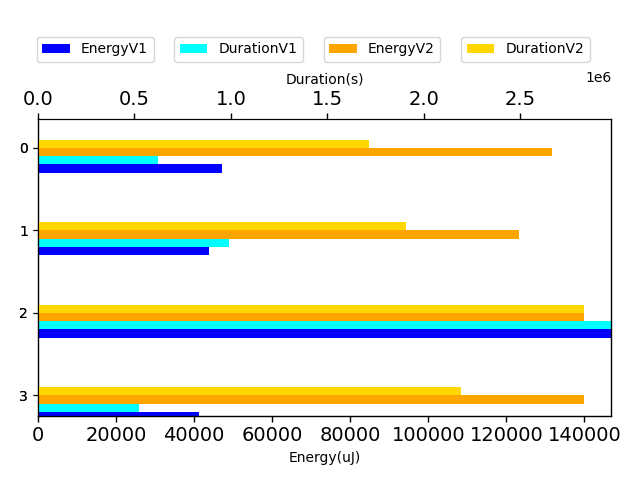 EnergyV1 DurationV1 EnergyV2 DurationV2
Duration(s) 1e6
0.0 0.5 1.0 1.5 2.0 2.5
0
1
2
3
0 20000 40000 60000 80000 100000 120000 140000
Energy(uJ)